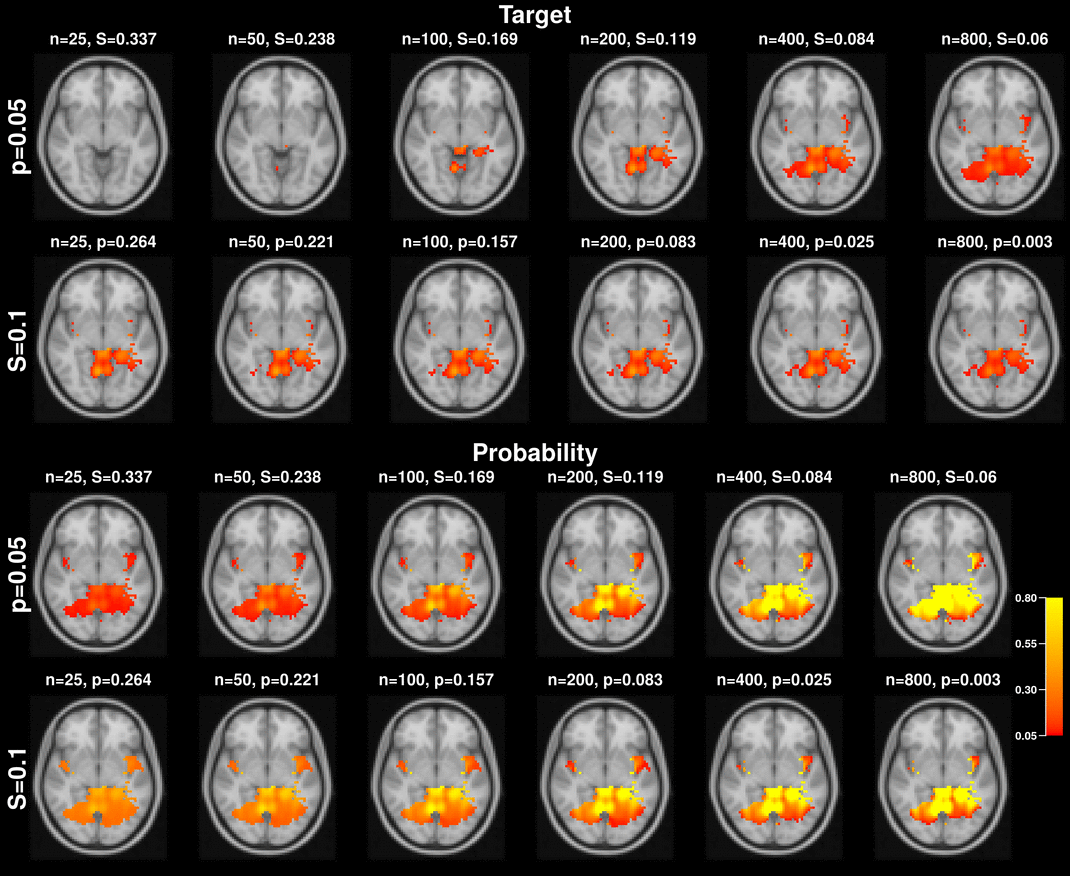 Target
n=25, S=0.337 n=50, S=0.238 n=100, S=0.169 n=200, S=0.119 n=400, S=0.084 n=800, S=0.06
p=0.05
n=25, p=0.264 n=50, p=0.221 n=100, p=0.157 n=200, p=0.083 n=400, p=0.025 n=800, p=0.003
S=0.1
Probability
n=25, S=0.337 n=50, S=0.238 n=100, S=0.169 n=200, S=0.119 n=400, S=0.084 n=800, S=0.06
p=0.05
0.80
0.55
0.30
0.05
n=25, p=0.264 n=50, p=0.221 n=100, p=0.157 n=200, p=0.083 n=400, p=0.025 n=800, p=0.003
S=0.1